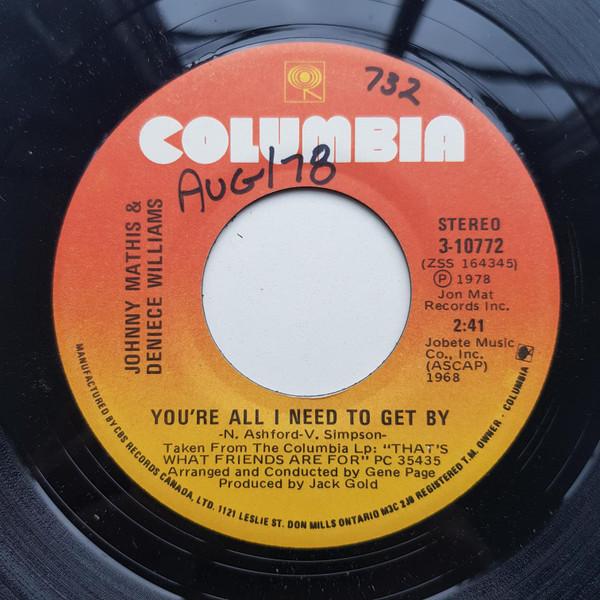 732
COLUMBIA
AUG/78
JOHNNY MATHIS &
DENIECE WILLIAMS
STEREO
3-10772
(ZSS 164345)
Ⓟ 1978
Jon Mat
Records Inc.
2:41
Jobete Music
Co., Inc.
(ASCAP)
1968
YOU'RE ALL I NEED TO GET BY
-N. Ashford-V. Simpson-
Taken From The Columbia Lp: "THAT'S
WHAT FRIENDS ARE FOR" PC 35435
Arranged and Conducted by Gene Page
Produced by Jack Gold
MANUFACTURED BY CBS RECORDS CANADA, LTD. 1121 LESLIE ST. DON MILLS ONTARIO M3C 2J9 REGISTERED T.M. OWNER - COLUMBIA